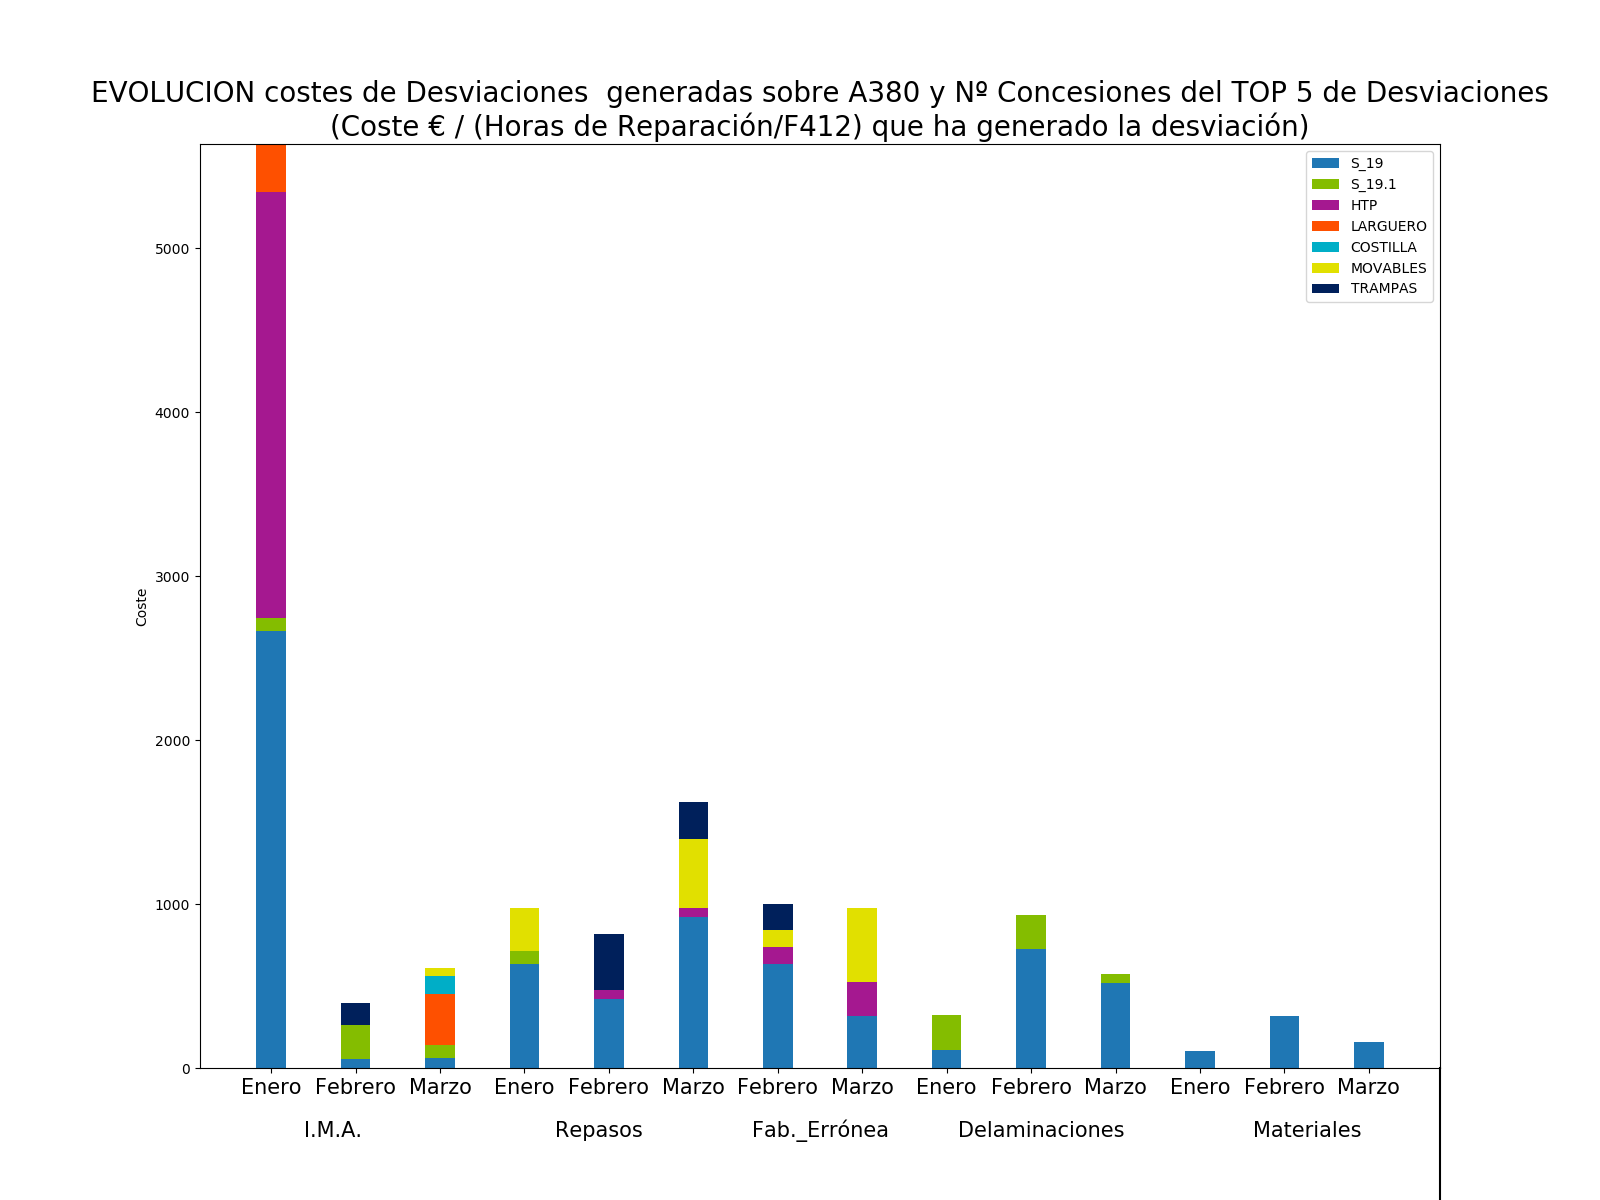 EVOLUCION costes de Desviaciones  generadas sobre A380 y Nº Concesiones del TOP 5 de Desviaciones
(Coste € / (Horas de Reparación/F412) que ha generado la desviación)
S_19
S_19.1
HTP
LARGUERO
COSTILLA
MOVABLES
TRAMPAS
5000
4000
3000
2000
1000
0
Coste
Enero Febrero Marzo Enero Febrero Marzo Febrero Marzo Enero Febrero Marzo Enero Febrero Marzo
I.M.A. Repasos Fab._Errónea Delaminaciones Materiales